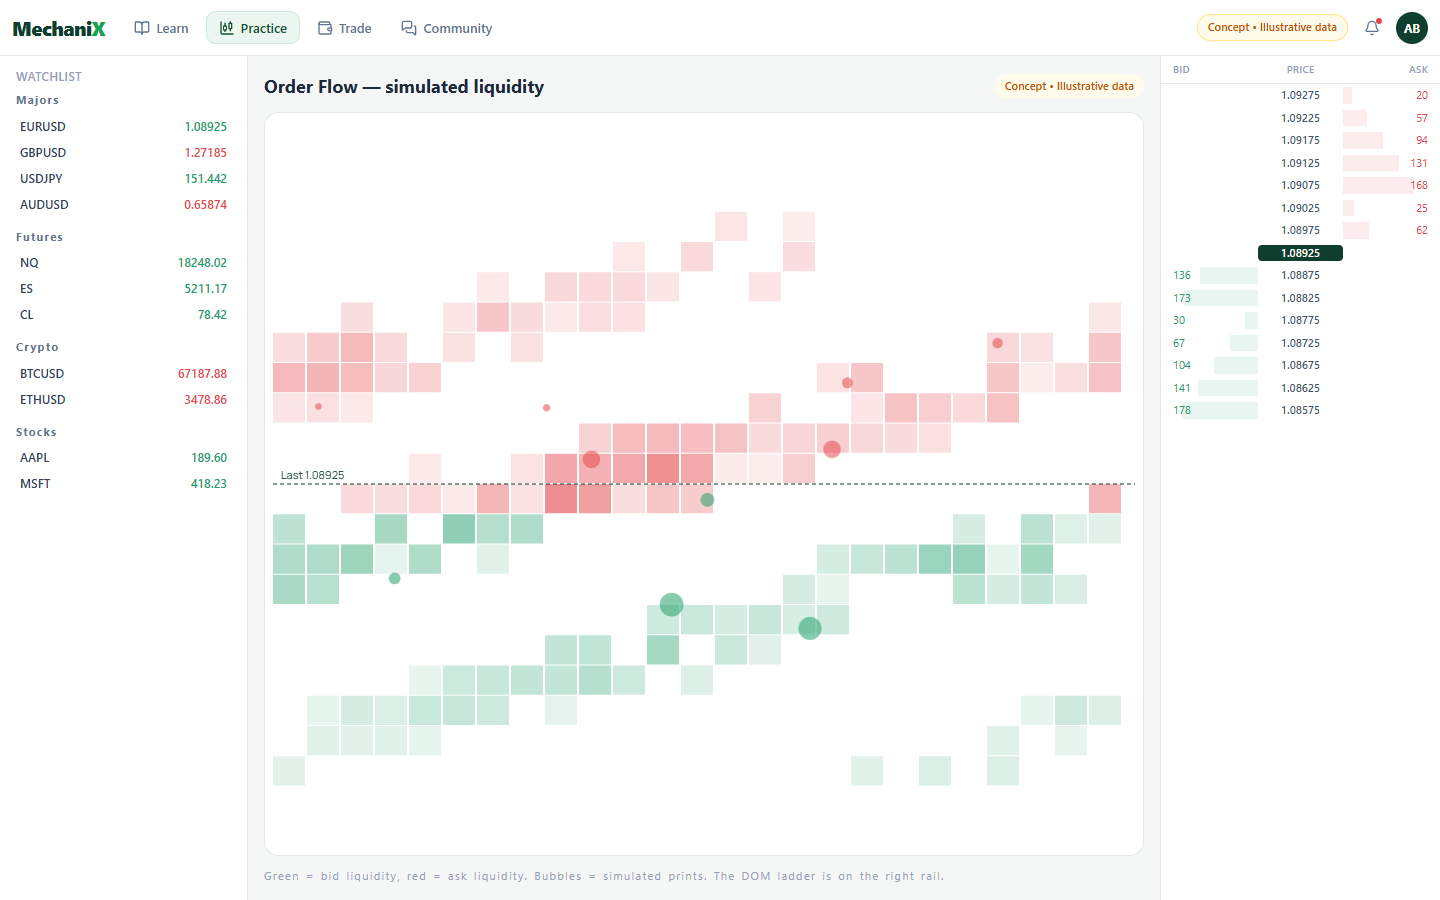 MechaniX
Learn
Practice
Trade
Community
Concept • Illustrative data
AB
WATCHLIST
Majors
EURUSD 1.08925
GBPUSD 1.27185
USDJPY 151.442
AUDUSD 0.65874
Futures
NQ 18248.02
ES 5211.17
CL 78.42
Crypto
BTCUSD 67187.88
ETHUSD 3478.86
Stocks
AAPL 189.60
MSFT 418.23
Order Flow — simulated liquidity
Concept • Illustrative data
Last 1.08925
Green = bid liquidity, red = ask liquidity. Bubbles = simulated prints. The DOM ladder is on the right rail.
BID PRICE ASK
1.09275 20
1.09225 57
1.09175 94
1.09125 131
1.09075 168
1.09025 25
1.08975 62
1.08925
136 1.08875
173 1.08825
30 1.08775
67 1.08725
104 1.08675
141 1.08625
178 1.08575